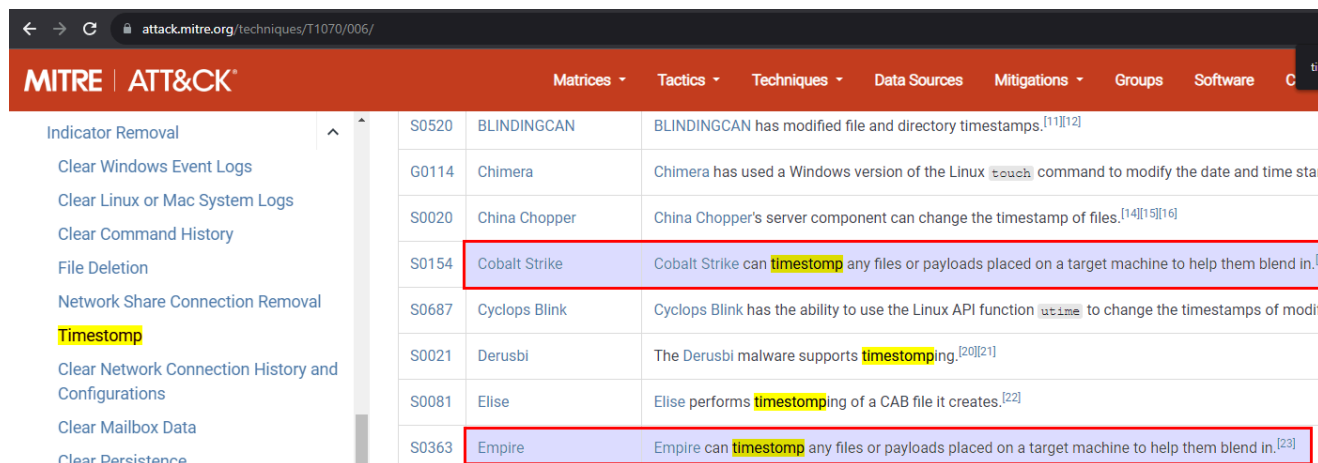 attack.mitre.org/techniques/T1070/006/
MITRE | ATT&CK®
Matrices Tactics Techniques Data Sources Mitigations Groups Software C
ti
Indicator Removal
Clear Windows Event Logs
Clear Linux or Mac System Logs
Clear Command History
File Deletion
Network Share Connection Removal
Timestomp
Clear Network Connection History and
Configurations
Clear Mailbox Data
Clear Persistence
S0520 BLINDINGCAN BLINDINGCAN has modified file and directory timestamps.[11][12]
G0114 Chimera Chimera has used a Windows version of the Linux touch command to modify the date and time sta
S0020 China Chopper China Chopper's server component can change the timestamp of files.[14][15][16]
S0154 Cobalt Strike Cobalt Strike can timestomp any files or payloads placed on a target machine to help them blend in.[
S0687 Cyclops Blink Cyclops Blink has the ability to use the Linux API function utime to change the timestamps of modi
S0021 Derusbi The Derusbi malware supports timestomping.[20][21]
S0081 Elise Elise performs timestomping of a CAB file it creates.[22]
S0363 Empire Empire can timestomp any files or payloads placed on a target machine to help them blend in.[23]